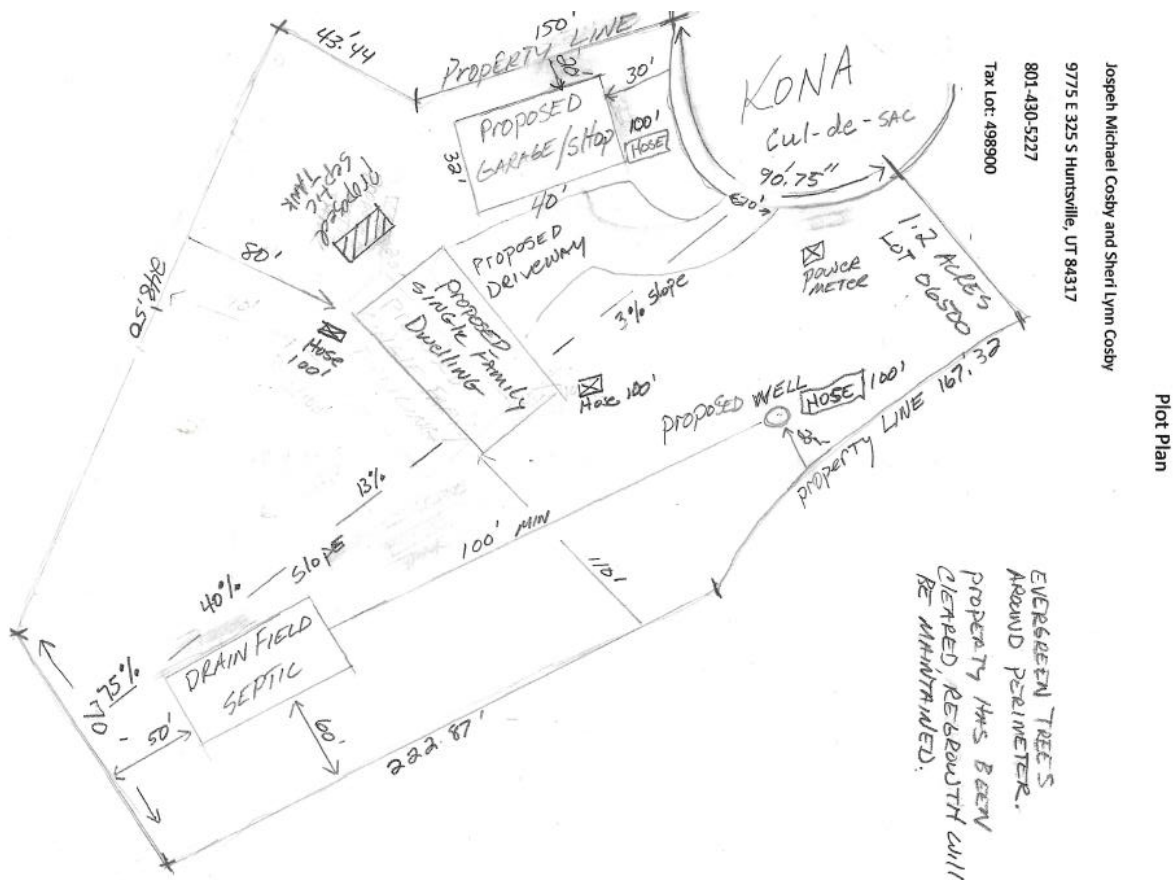 Plot Plan
Jospeh Michael Cosby and Sheri Lynn Cosby
9775 E 325 S Huntsville, UT 84317
801-430-5227
Tax Lot: 498900
43.44
150'
PROPERTY LINE
30'
PROPOSED
GARAGE/SHOP
32'
40'
100'
HOSE
KONA
Cul-de-SAC
90.75"
1.2 ACRES
LOT 06500
POWER
METER
PROPOSED
SEPTIC
TANK
80'
248.50
PROPOSED
DRIVEWAY
3% slope
PROPOSED
SINGLE FAMILY
Dwelling
Hose
100'
Hose 100'
PROPOSED WELL
HOSE
100'
property LINE 167.32
13%
slope
40%
75%
100' MIN
110'
DRAIN FIELD
SEPTIC
70
50'
60'
222.87'
EVERGREEN TREES
AROUND PERIMETER.
PROPERTY HAS BEEN
CLEARED, REGROWTH WILL
BE MAINTAINED.